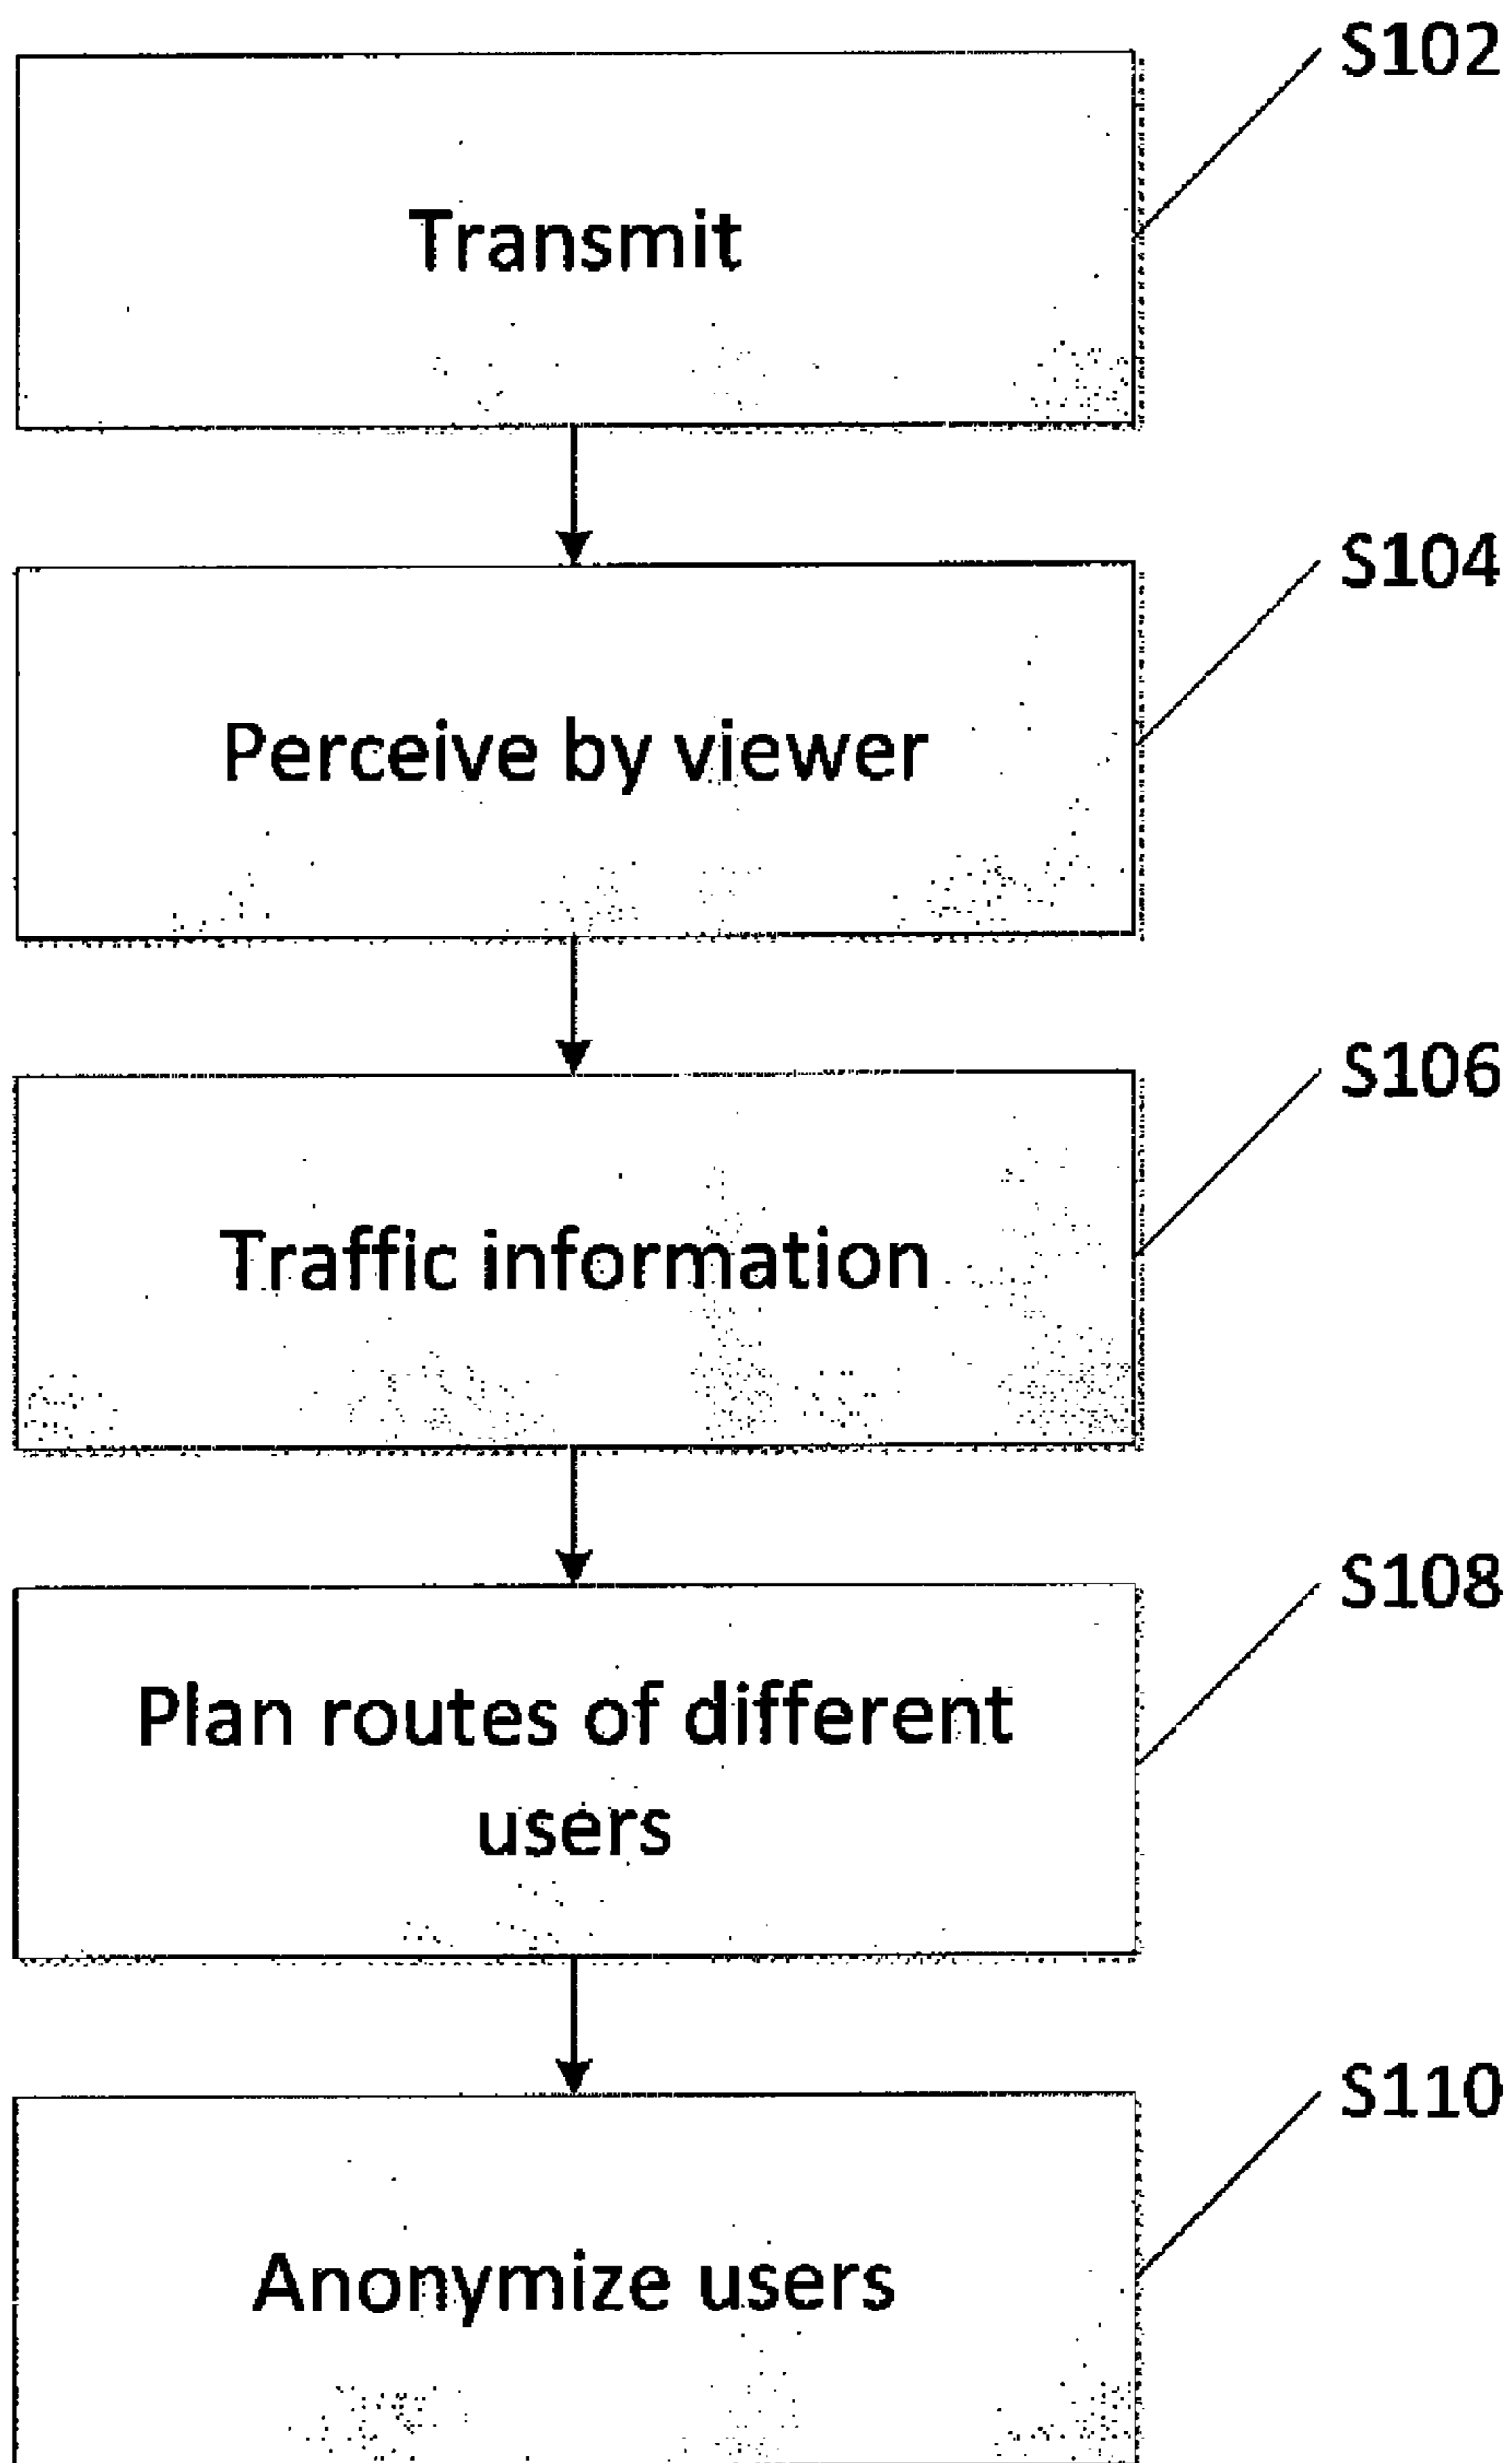 S102
Transmit
S104
Perceive by viewer
S106
Traffic information
S108
Plan routes of different
users
S110
Anonymize users